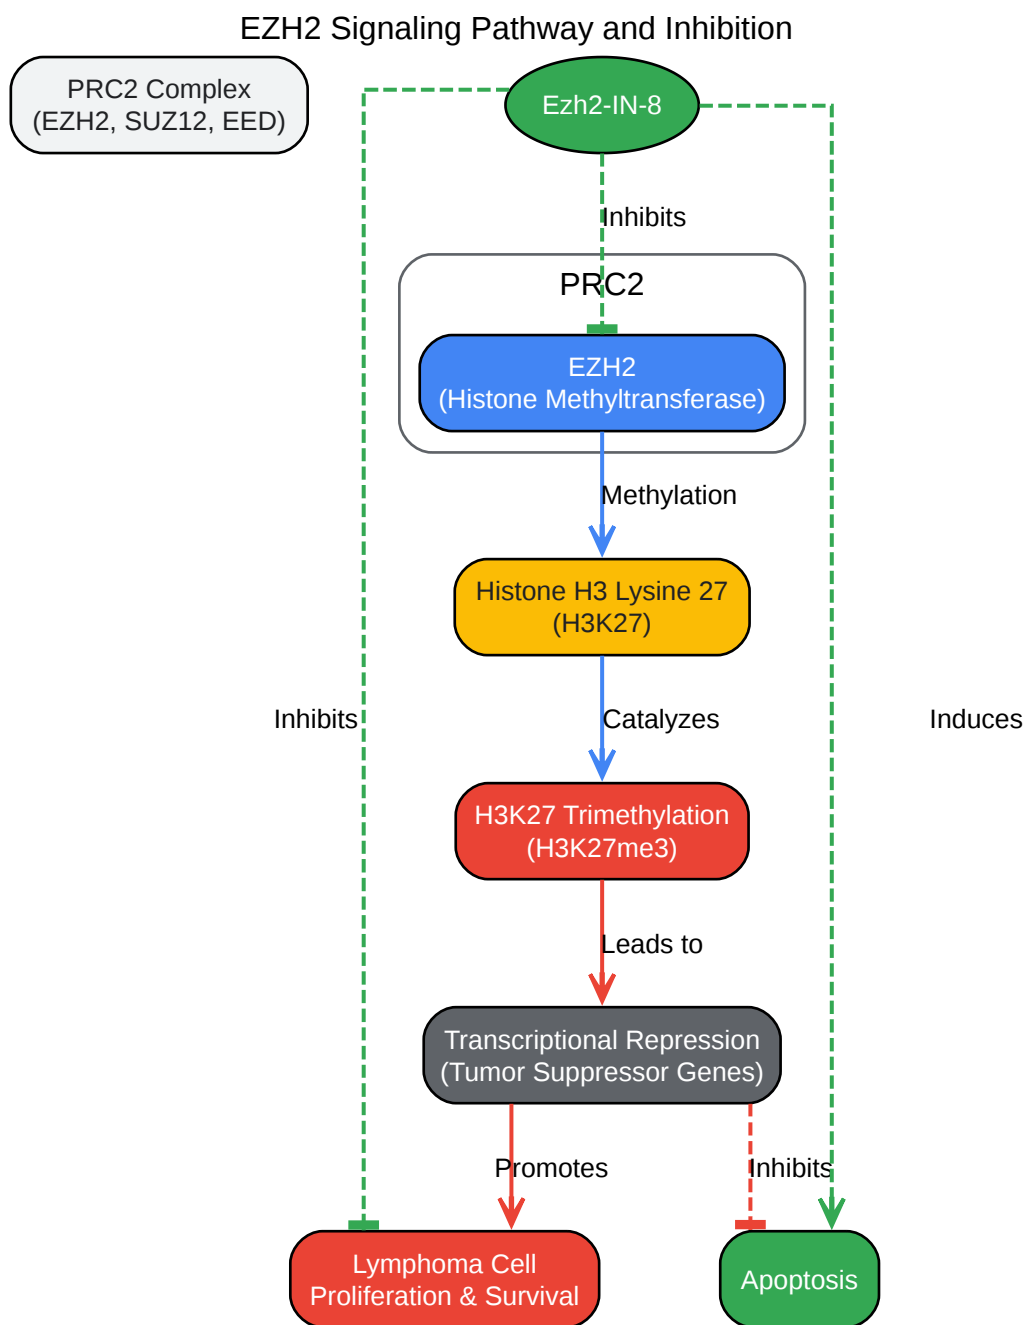 EZH2 Signaling Pathway and Inhibition
PRC2 Complex
(EZH2, SUZ12, EED)
Ezh2-IN-8
Inhibits
PRC2
EZH2
(Histone Methyltransferase)
Methylation
Histone H3 Lysine 27
(H3K27)
Inhibits
Catalyzes
Induces
H3K27 Trimethylation
(H3K27me3)
Leads to
Transcriptional Repression
(Tumor Suppressor Genes)
Promotes
Inhibits
Lymphoma Cell
Proliferation & Survival
Apoptosis